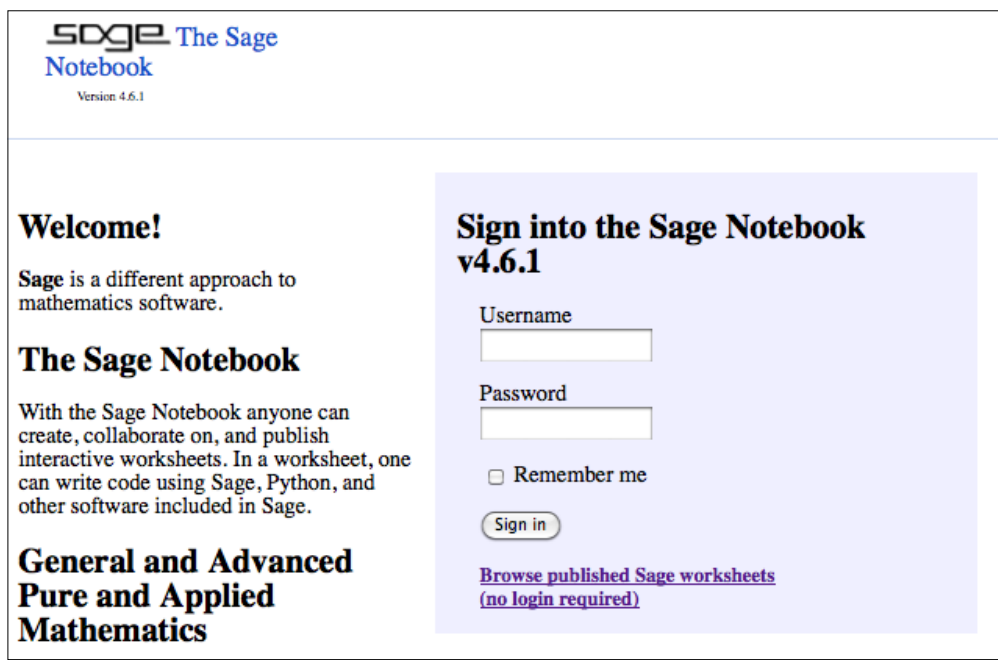 sage The Sage
Notebook
Version 4.6.1
Welcome!
Sage is a different approach to
mathematics software.
The Sage Notebook
With the Sage Notebook anyone can
create, collaborate on, and publish
interactive worksheets. In a worksheet, one
can write code using Sage, Python, and
other software included in Sage.
General and Advanced
Pure and Applied
Mathematics
Sign into the Sage Notebook
v4.6.1
Username
Password
Remember me
Sign in
Browse published Sage worksheets
(no login required)